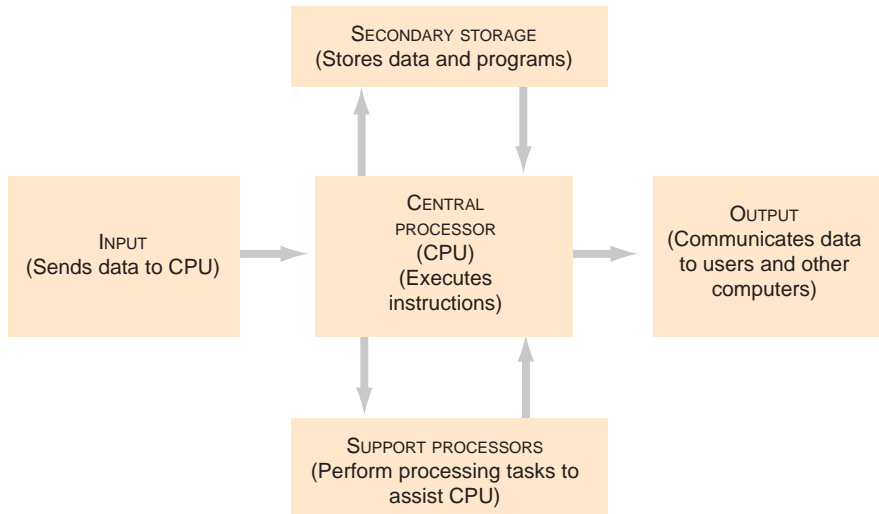 SECONDARY STORAGE
(Stores data and programs)
INPUT
(Sends data to CPU)
CENTRAL
PROCESSOR
(CPU)
(Executes
instructions)
OUTPUT
(Communicates data
to users and other
computers)
SUPPORT PROCESSORS
(Perform processing tasks to
assist CPU)